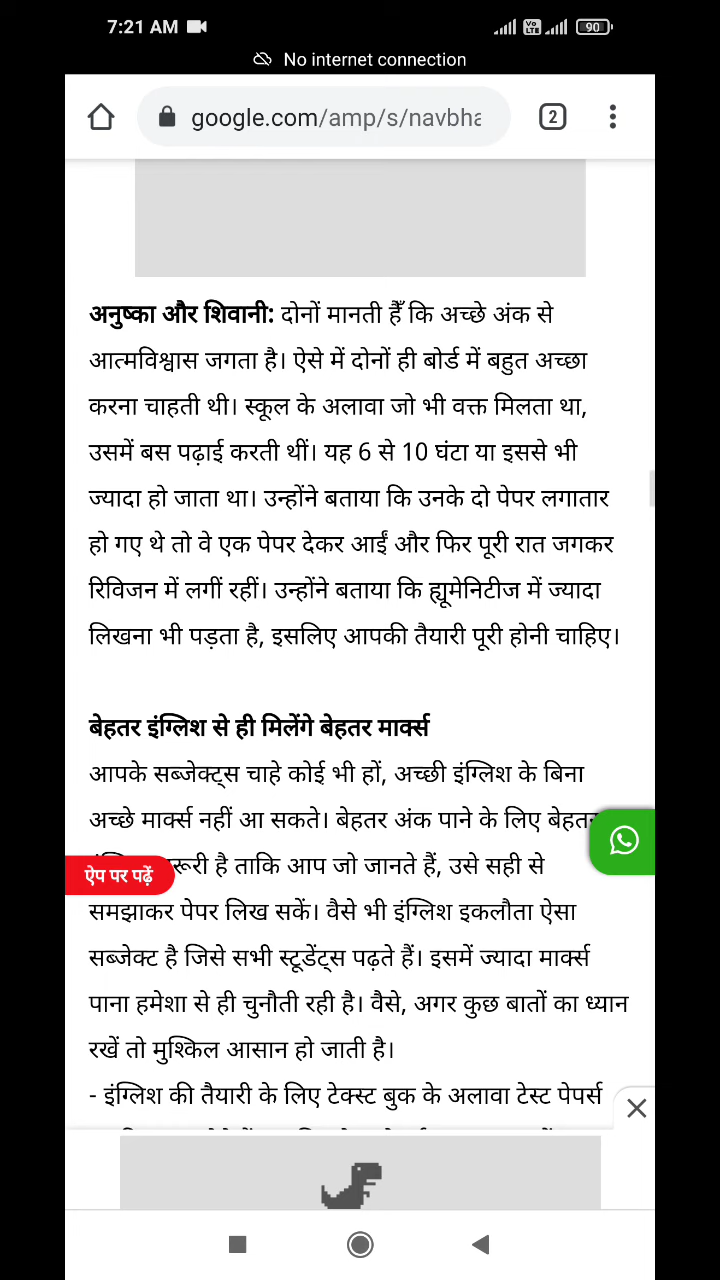 7:21 AM
VoLTE
90
No internet connection
google.com/amp/s/navbha
2
अनुष्का और शिवानी: दोनों मानती हैं कि अच्छे अंक से
आत्मविश्वास जगता है। ऐसे में दोनों ही बोर्ड में बहुत अच्छा
करना चाहती थी। स्कूल के अलावा जो भी वक्त मिलता था,
उसमें बस पढ़ाई करती थीं। यह 6 से 10 घंटा या इससे भी
ज्यादा हो जाता था। उन्होंने बताया कि उनके दो पेपर लगातार
हो गए थे तो वे एक पेपर देकर आईं और फिर पूरी रात जगकर
रिविजन में लगीं रहीं। उन्होंने बताया कि ह्यूमेनिटीज में ज्यादा
लिखना भी पड़ता है, इसलिए आपकी तैयारी पूरी होनी चाहिए।
बेहतर इंग्लिश से ही मिलेंगे बेहतर मार्क्स
आपके सब्जेक्ट्स चाहे कोई भी हों, अच्छी इंग्लिश के बिना
अच्छे मार्क्स नहीं आ सकते। बेहतर अंक पाने के लिए बेहतर
है ताकि आप जो जानते हैं, उसे सही से
ऐप पर पढ़ें
समझाकर पेपर लिख सकें। वैसे भी इंग्लिश इकलौता ऐसा
सब्जेक्ट है जिसे सभी स्टूडेंट्स पढ़ते हैं। इसमें ज्यादा मार्क्स
पाना हमेशा से ही चुनौती रही है। वैसे, अगर कुछ बातों का ध्यान
रखें तो मुश्किल आसान हो जाती है।
- इंग्लिश की तैयारी के लिए टेक्स्ट बुक के अलावा टेस्ट पेपर्स